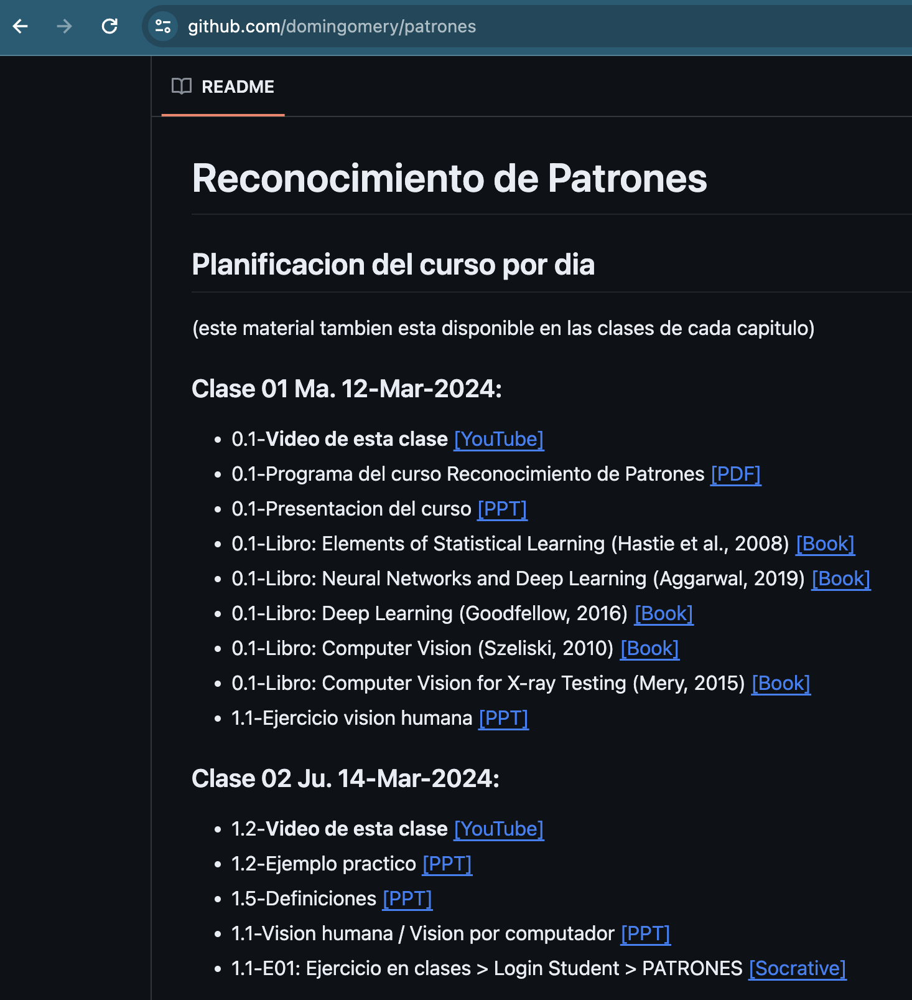 github.com/domingomery/patrones
README
Reconocimiento de Patrones
Planificacion del curso por dia
(este material tambien esta disponible en las clases de cada capitulo)
Clase 01 Ma. 12-Mar-2024:
• 0.1-Video de esta clase [YouTube]
• 0.1-Programa del curso Reconocimiento de Patrones [PDF]
• 0.1-Presentacion del curso [PPT]
• 0.1-Libro: Elements of Statistical Learning (Hastie et al., 2008) [Book]
• 0.1-Libro: Neural Networks and Deep Learning (Aggarwal, 2019) [Book]
• 0.1-Libro: Deep Learning (Goodfellow, 2016) [Book]
• 0.1-Libro: Computer Vision (Szeliski, 2010) [Book]
• 0.1-Libro: Computer Vision for X-ray Testing (Mery, 2015) [Book]
• 1.1-Ejercicio vision humana [PPT]
Clase 02 Ju. 14-Mar-2024:
• 1.2-Video de esta clase [YouTube]
• 1.2-Ejemplo practico [PPT]
• 1.5-Definiciones [PPT]
• 1.1-Vision humana / Vision por computador [PPT]
• 1.1-E01: Ejercicio en clases > Login Student > PATRONES [Socrative]